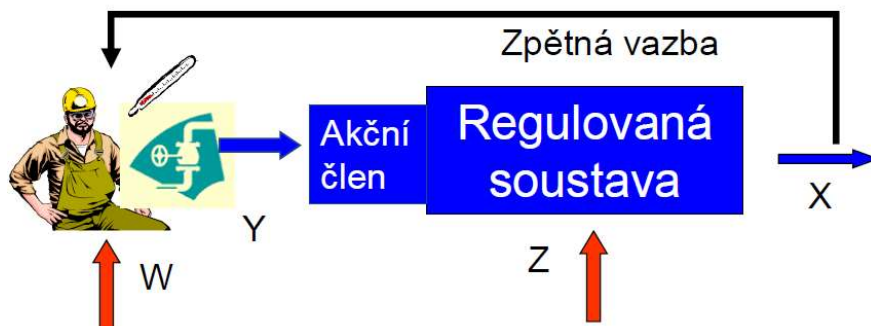 Zpětná vazba
Akční
člen
Regulovaná
soustava
Y
X
W
Z